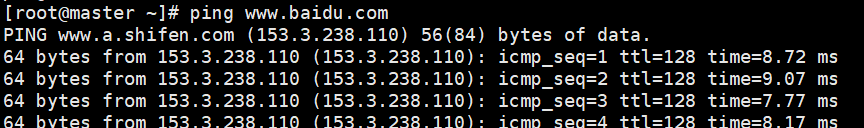 [root@master ~]# ping www.baidu.com
PING www.a.shifen.com (153.3.238.110) 56(84) bytes of data.
64 bytes from 153.3.238.110 (153.3.238.110): icmp_seq=1 ttl=128 time=8.72 ms
64 bytes from 153.3.238.110 (153.3.238.110): icmp_seq=2 ttl=128 time=9.07 ms
64 bytes from 153.3.238.110 (153.3.238.110): icmp_seq=3 ttl=128 time=7.77 ms
64 bytes from 153.3.238.110 (153.3.238.110): icmp_seq=4 ttl=128 time=8.17 ms